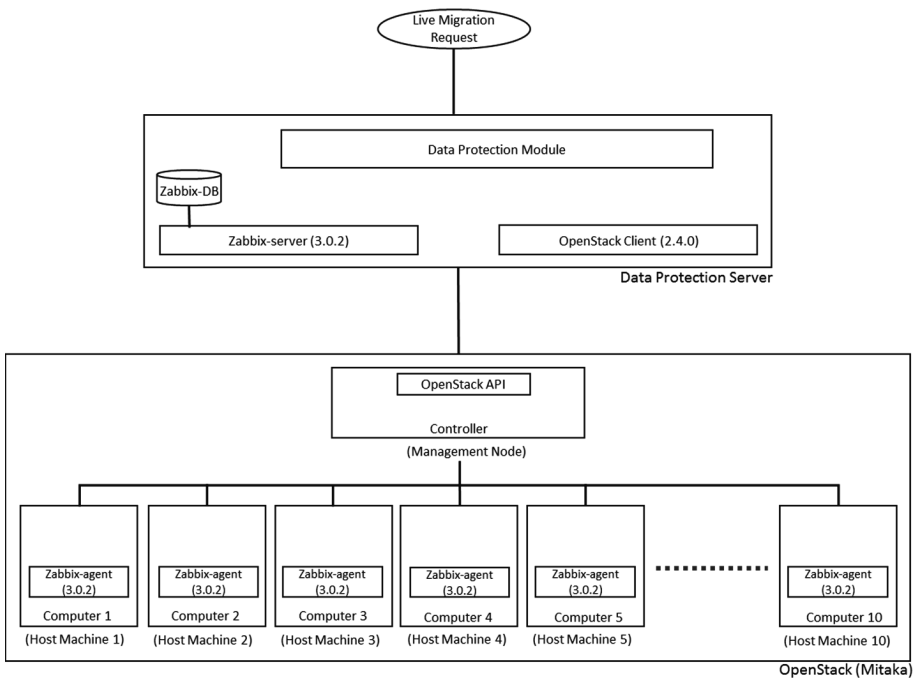 Live Migration
Request
Data Protection Module
Zabbix-DB
Zabbix-server (3.0.2)
OpenStack Client (2.4.0)
Data Protection Server
OpenStack API
Controller
(Management Node)
Zabbix-agent
(3.0.2)
Computer 1
(Host Machine 1)
Zabbix-agent
(3.0.2)
Computer 2
(Host Machine 2)
Zabbix-agent
(3.0.2)
Computer 3
(Host Machine 3)
Zabbix-agent
(3.0.2)
Computer 4
(Host Machine 4)
Zabbix-agent
(3.0.2)
Computer 5
(Host Machine 5)
Zabbix-agent
(3.0.2)
Computer 10
(Host Machine 10)
OpenStack (Mitaka)